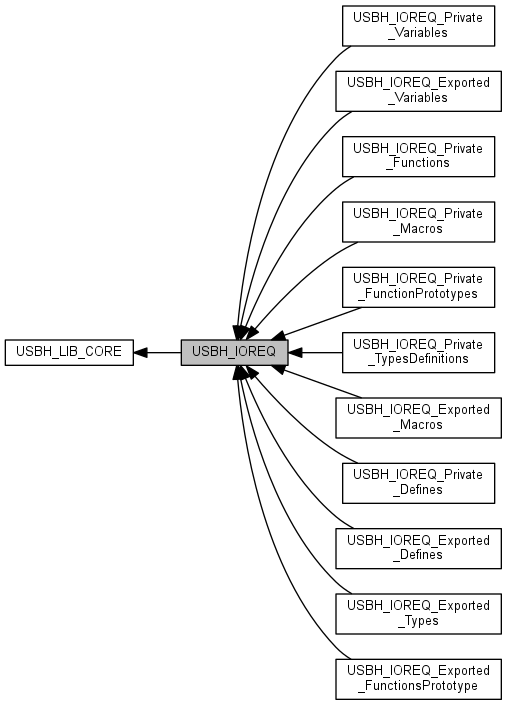 USBH_IOREQ_Private
_Variables
USBH_IOREQ_Exported
_Variables
USBH_IOREQ_Private
_Functions
USBH_IOREQ_Private
_Macros
USBH_IOREQ_Private
_FunctionPrototypes
USBH_LIB_CORE
USBH_IOREQ
USBH_IOREQ_Private
_TypesDefinitions
USBH_IOREQ_Exported
_Macros
USBH_IOREQ_Private
_Defines
USBH_IOREQ_Exported
_Defines
USBH_IOREQ_Exported
_Types
USBH_IOREQ_Exported
_FunctionsPrototype